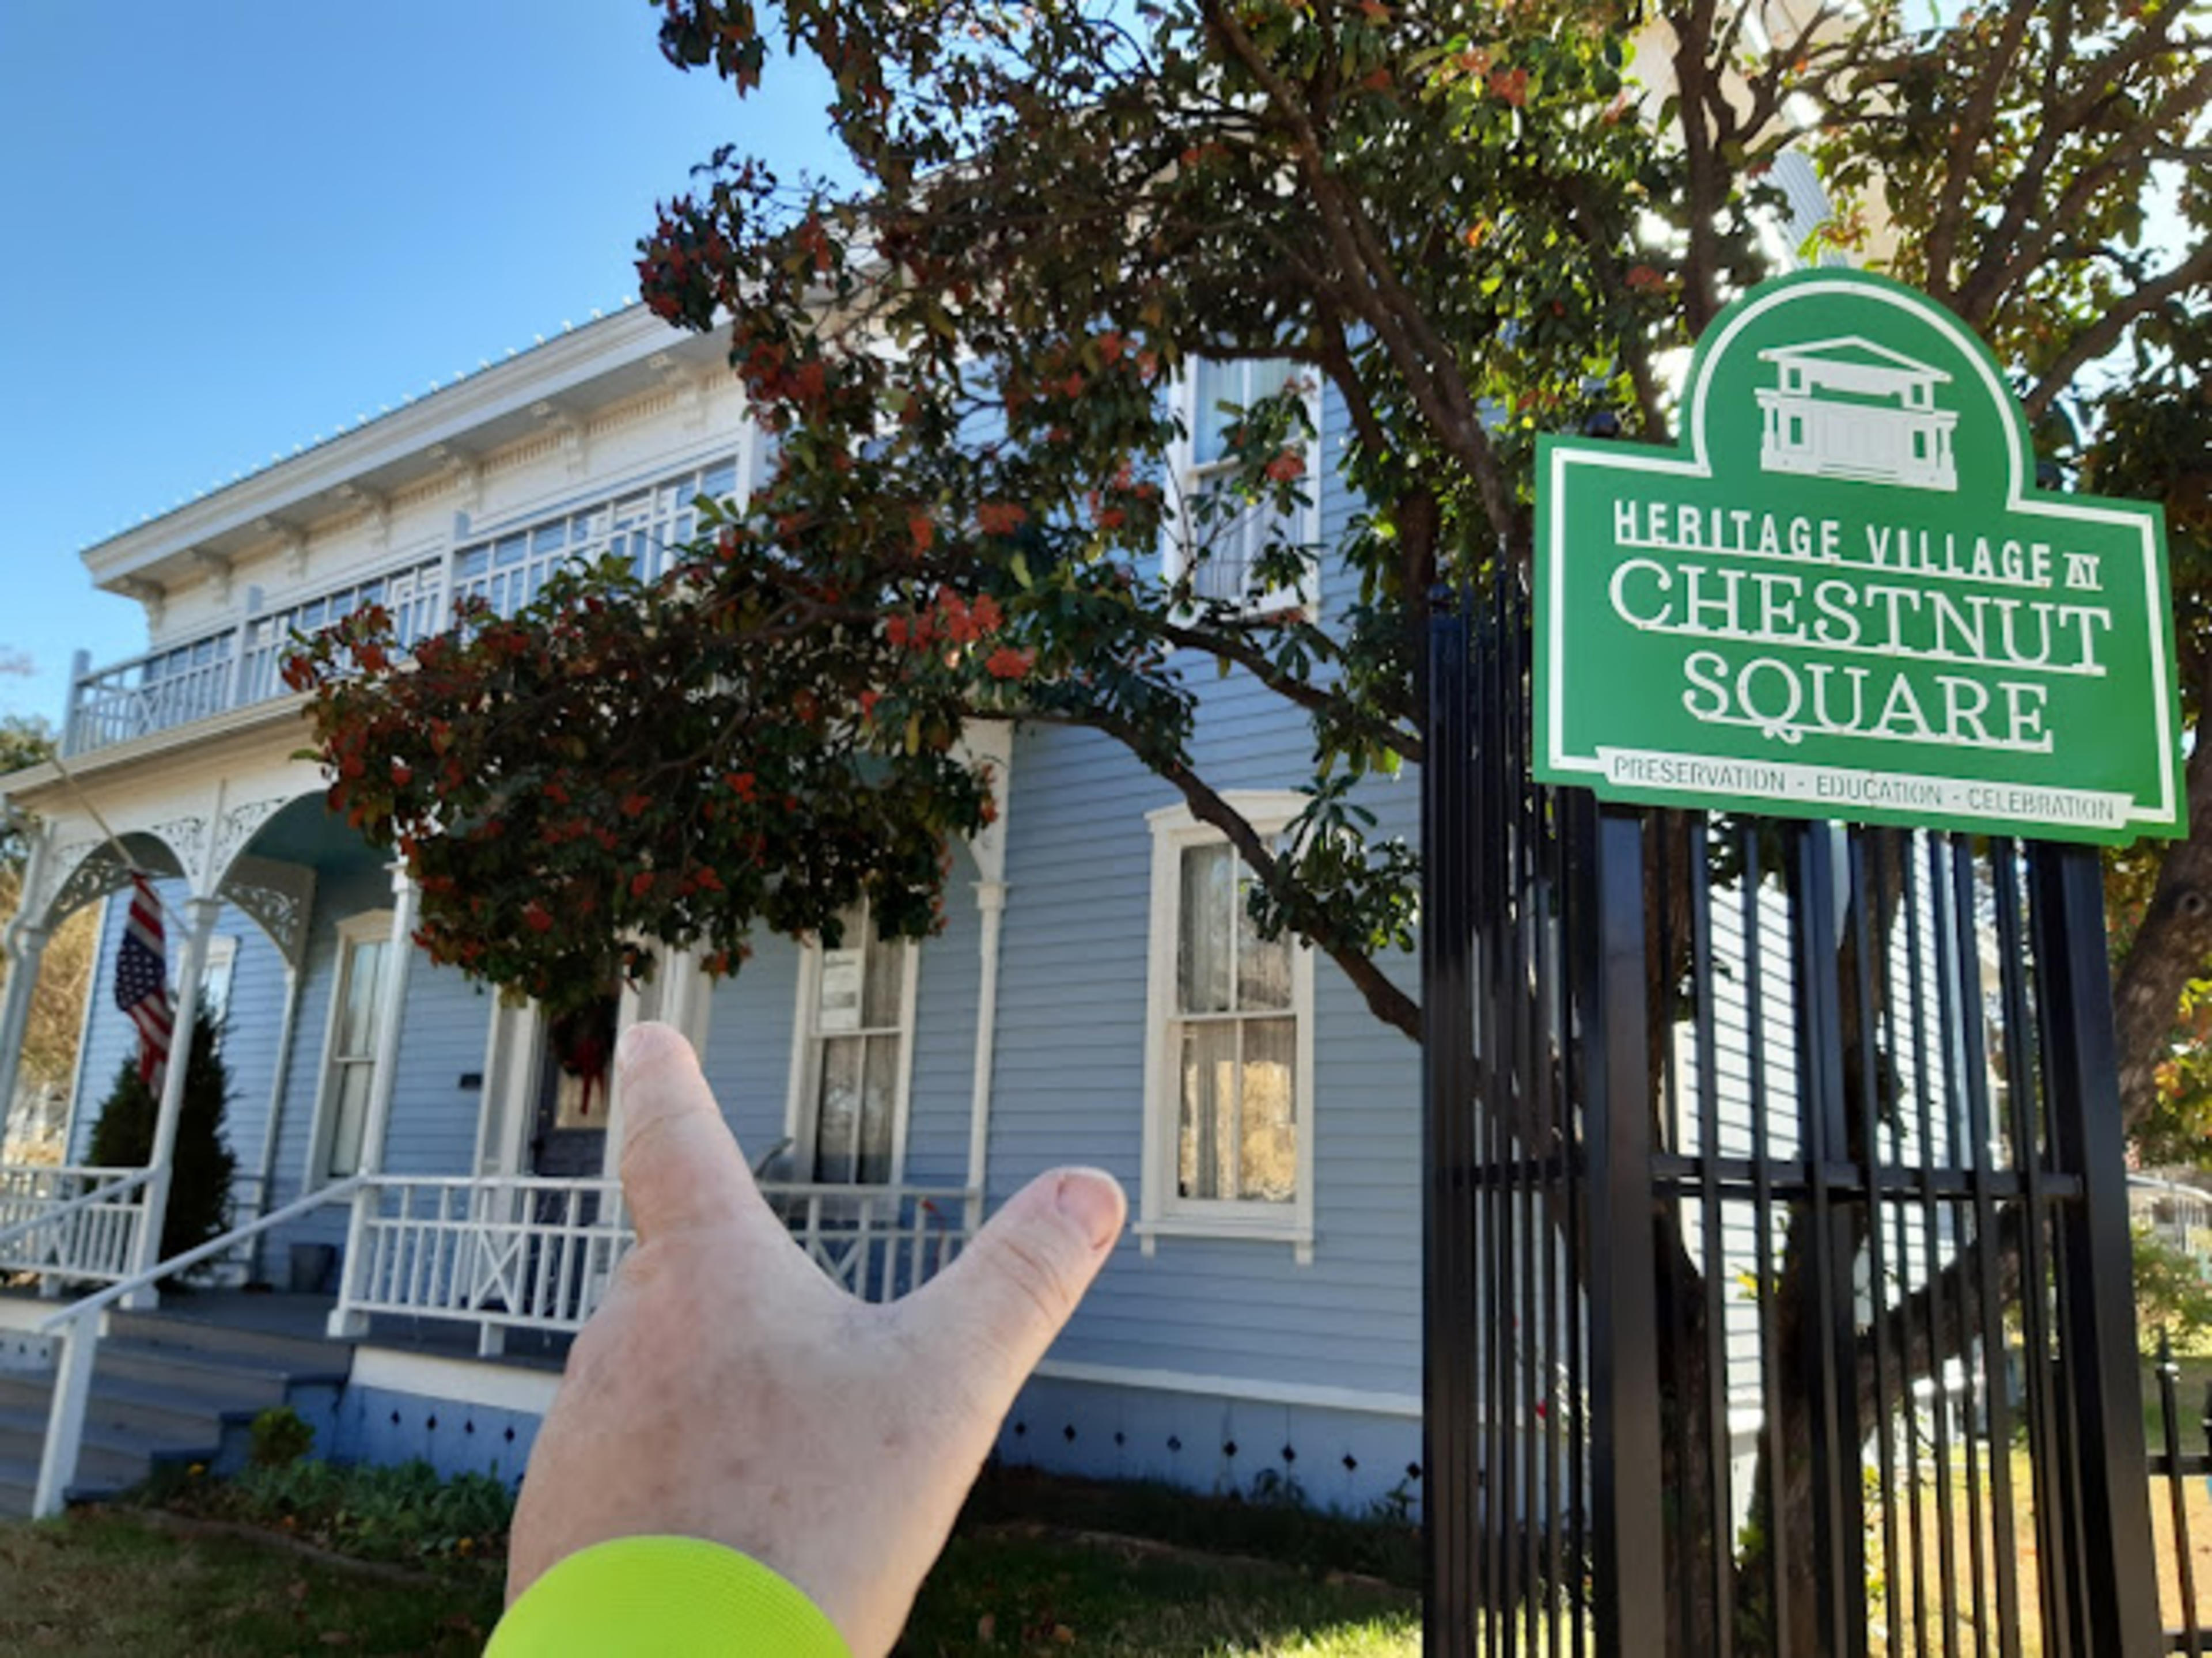 HERITAGE VILLAGE AT
CHESTNUT
SQUARE
PRESERVATION - EDUCATION - CELEBRATION